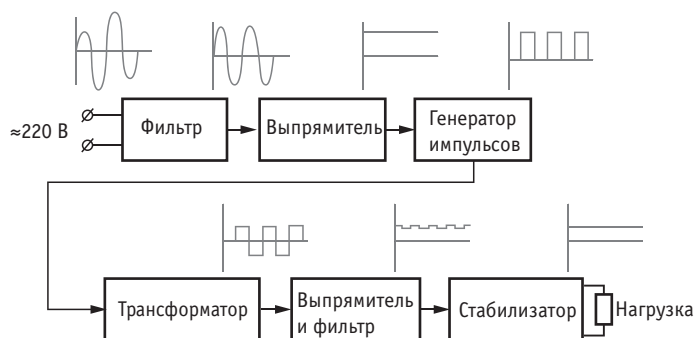 ≈220 В
Фильтр
Выпрямитель
Генератор
импульсов
Трансформатор
Выпрямитель
и фильтр
Стабилизатор
Нагрузка